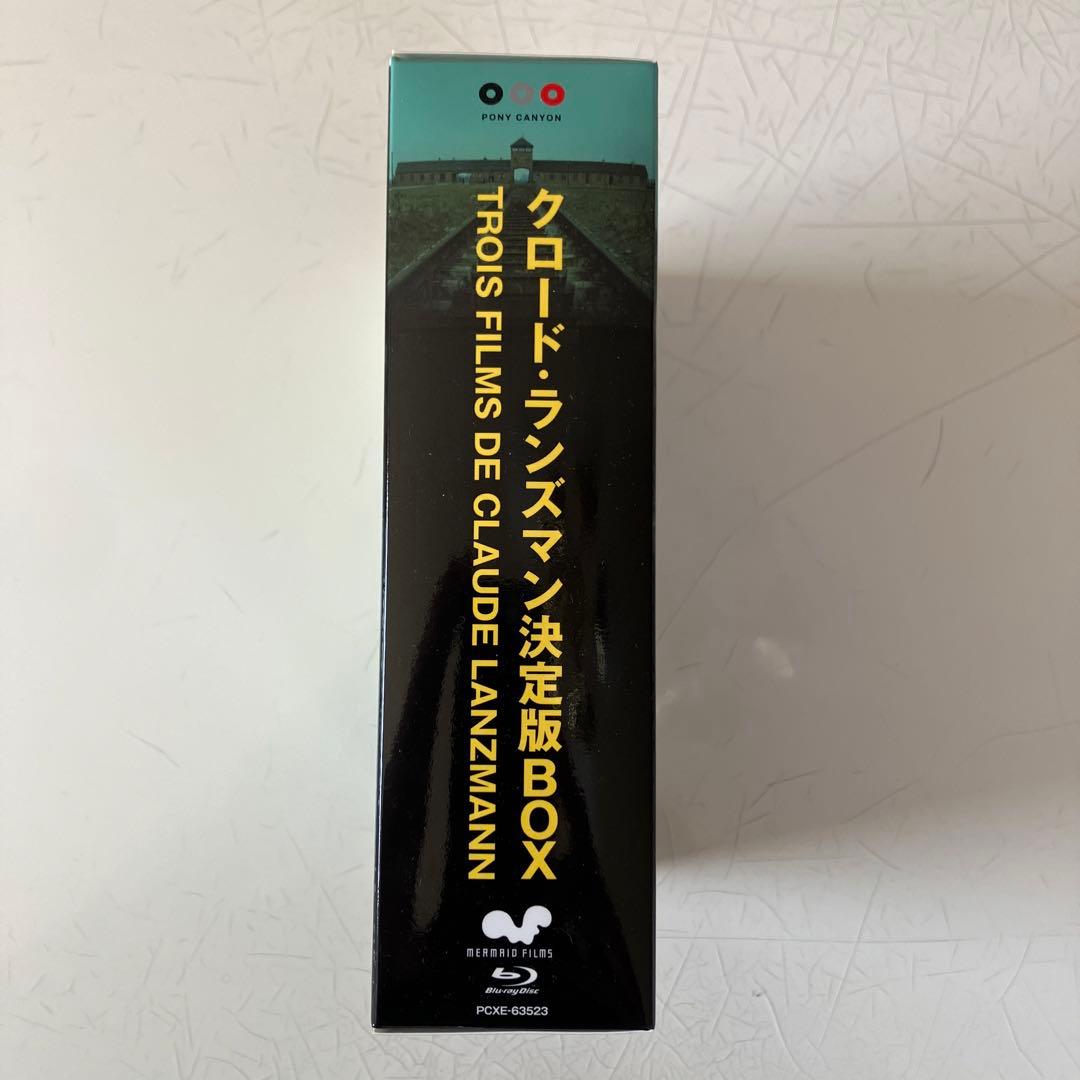 PONY CANYON
クロード・ランズマン決定版BOX
TROIS FILMS DE CLAUDE LANZMANN
MERMAID FILMS
Blu-ray Disc
PCXE-63523